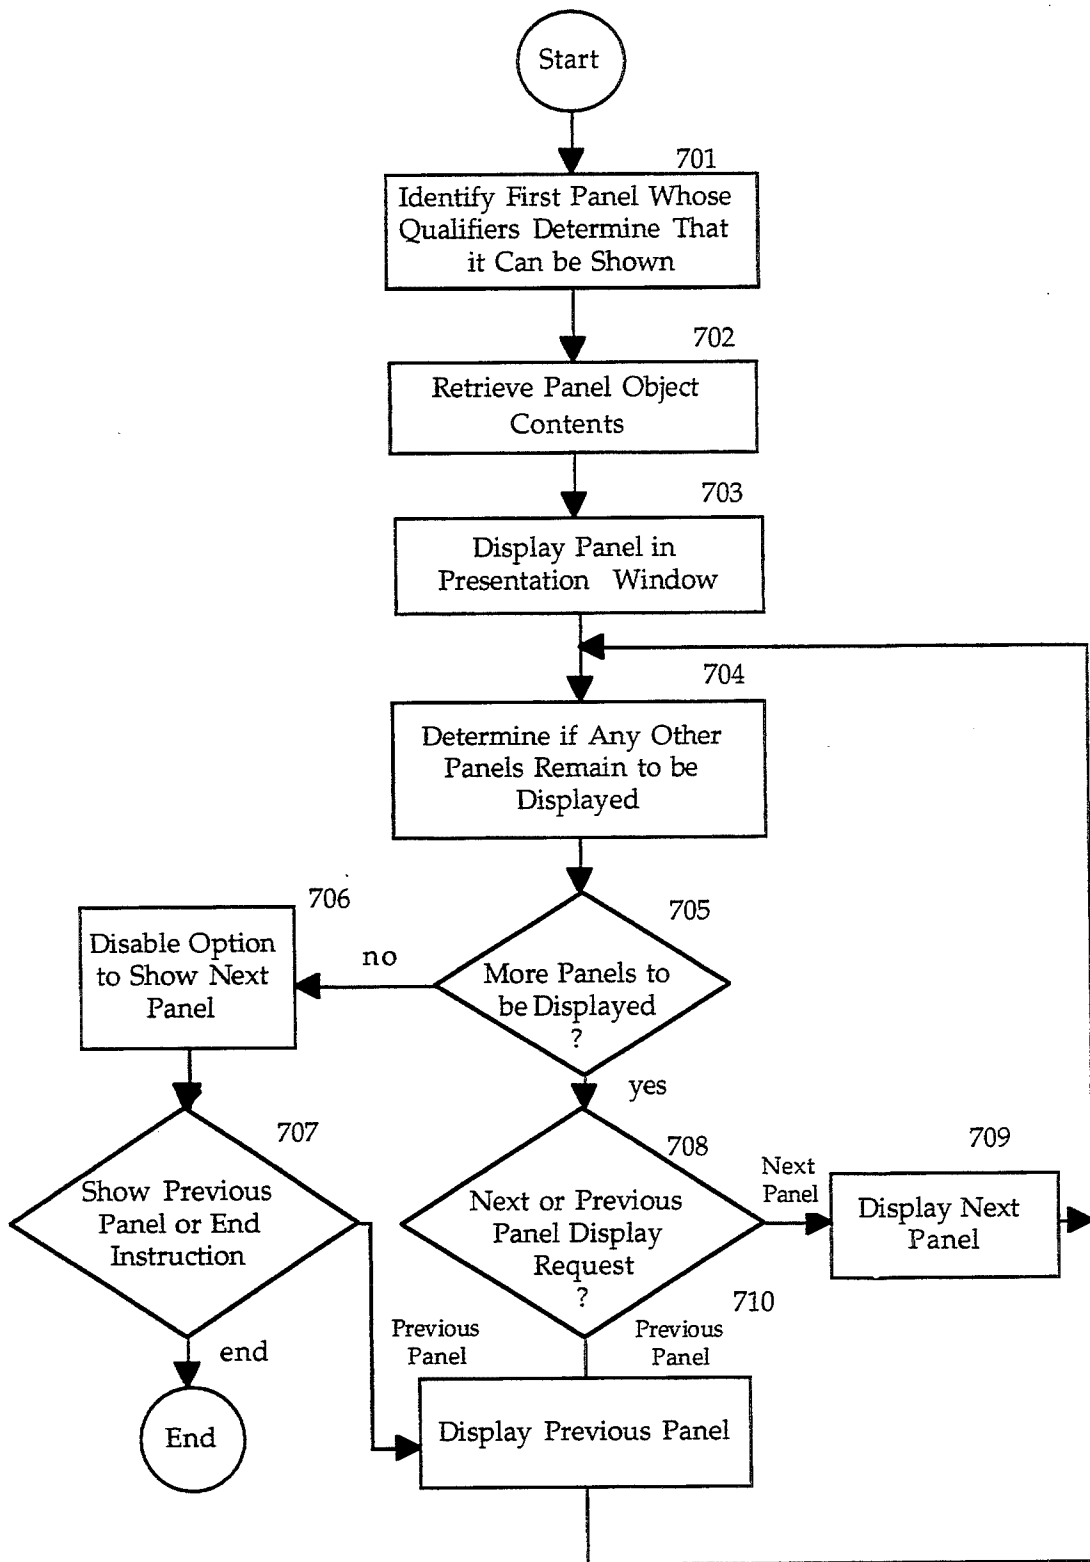 Start
701
Identify First Panel Whose
Qualifiers Determine That
it Can be Shown
702
Retrieve Panel Object
Contents
703
Display Panel in
Presentation Window
704
Determine if Any Other
Panels Remain to be
Displayed
705
More Panels to
be Displayed
?
no
706
Disable Option
to Show Next
Panel
yes
707
Show Previous
Panel or End
Instruction
708
Next or Previous
Panel Display
Request
?
Next
Panel
709
Display Next
Panel
end
End
Previous
Panel
Previous
Panel
710
Display Previous Panel